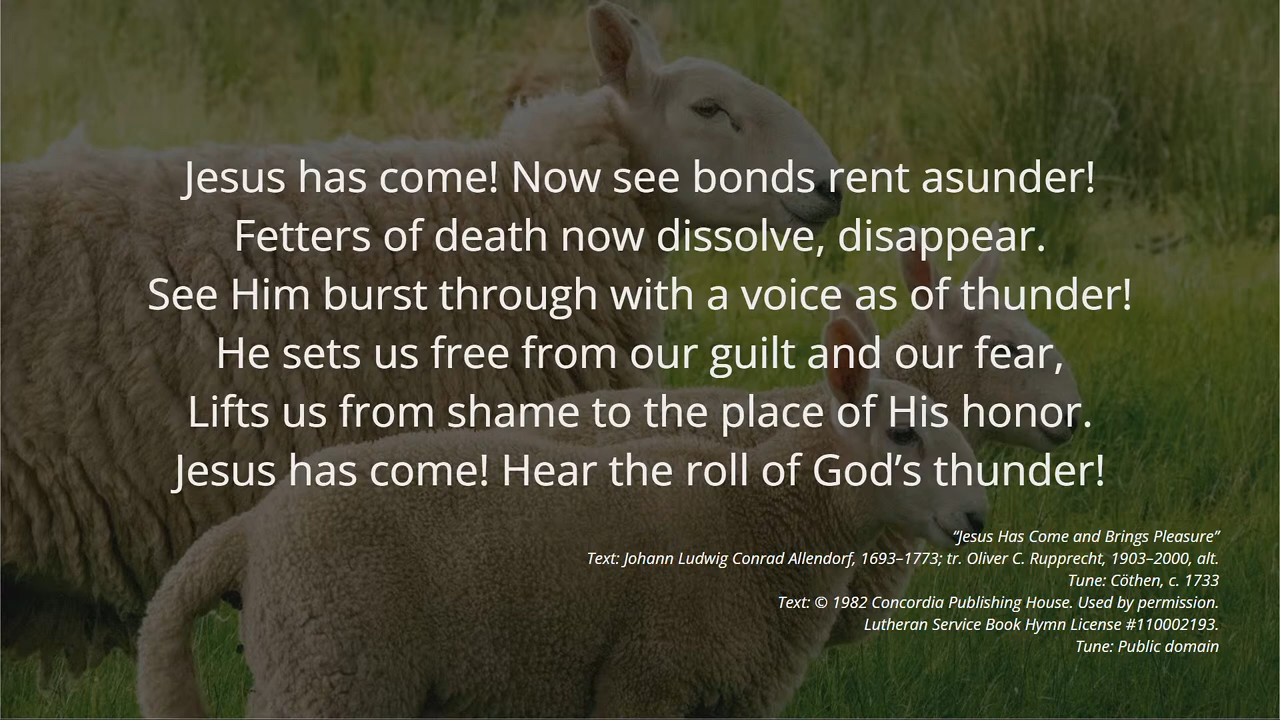 Jesus has come! Now see bonds rent asunder!
Fetters of death now dissolve, disappear.
See Him burst through with a voice as of thunder!
He sets us free from our guilt and our fear,
Lifts us from shame to the place of His honor.
Jesus has come! Hear the roll of God’s thunder!
“Jesus Has Come and Brings Pleasure”
Text: Johann Ludwig Conrad Allendorf, 1693–1773; tr. Oliver C. Rupprecht, 1903–2000, alt.
Tune: Cöthen, c. 1733
Text: © 1982 Concordia Publishing House. Used by permission.
Lutheran Service Book Hymn License #110002193.
Tune: Public domain